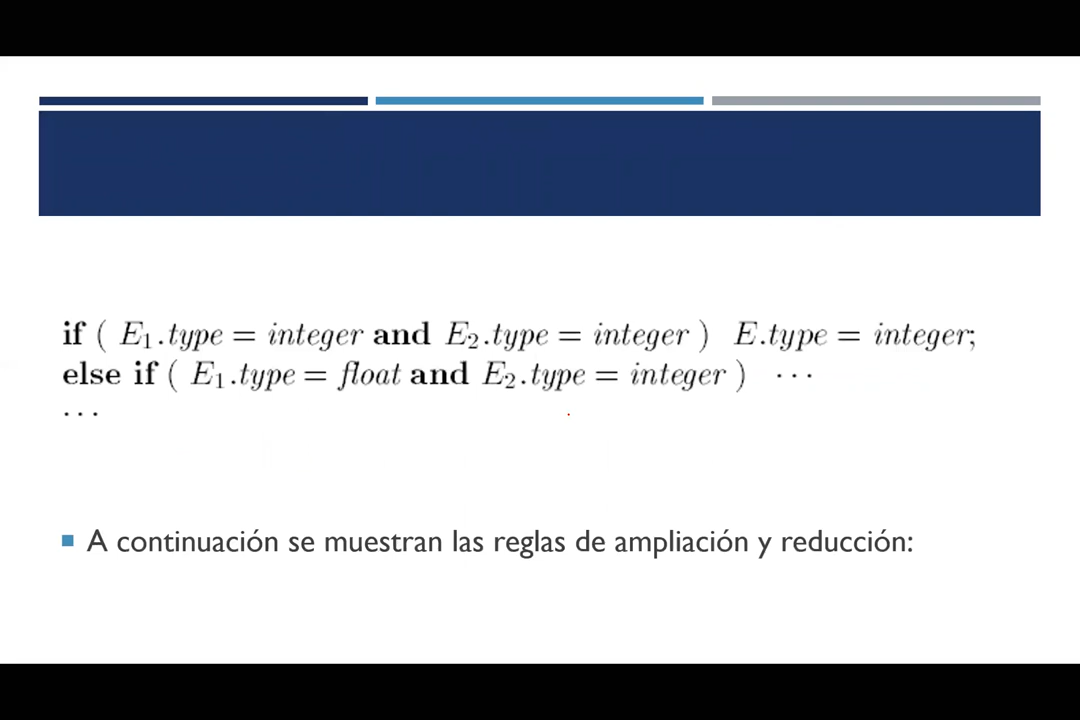 if ( E₁.type = integer and E₂.type = integer ) E.type = integer;
else if ( E₁.type = float and E₂.type = integer ) ···
···
A continuación se muestran las reglas de ampliación y reducción: